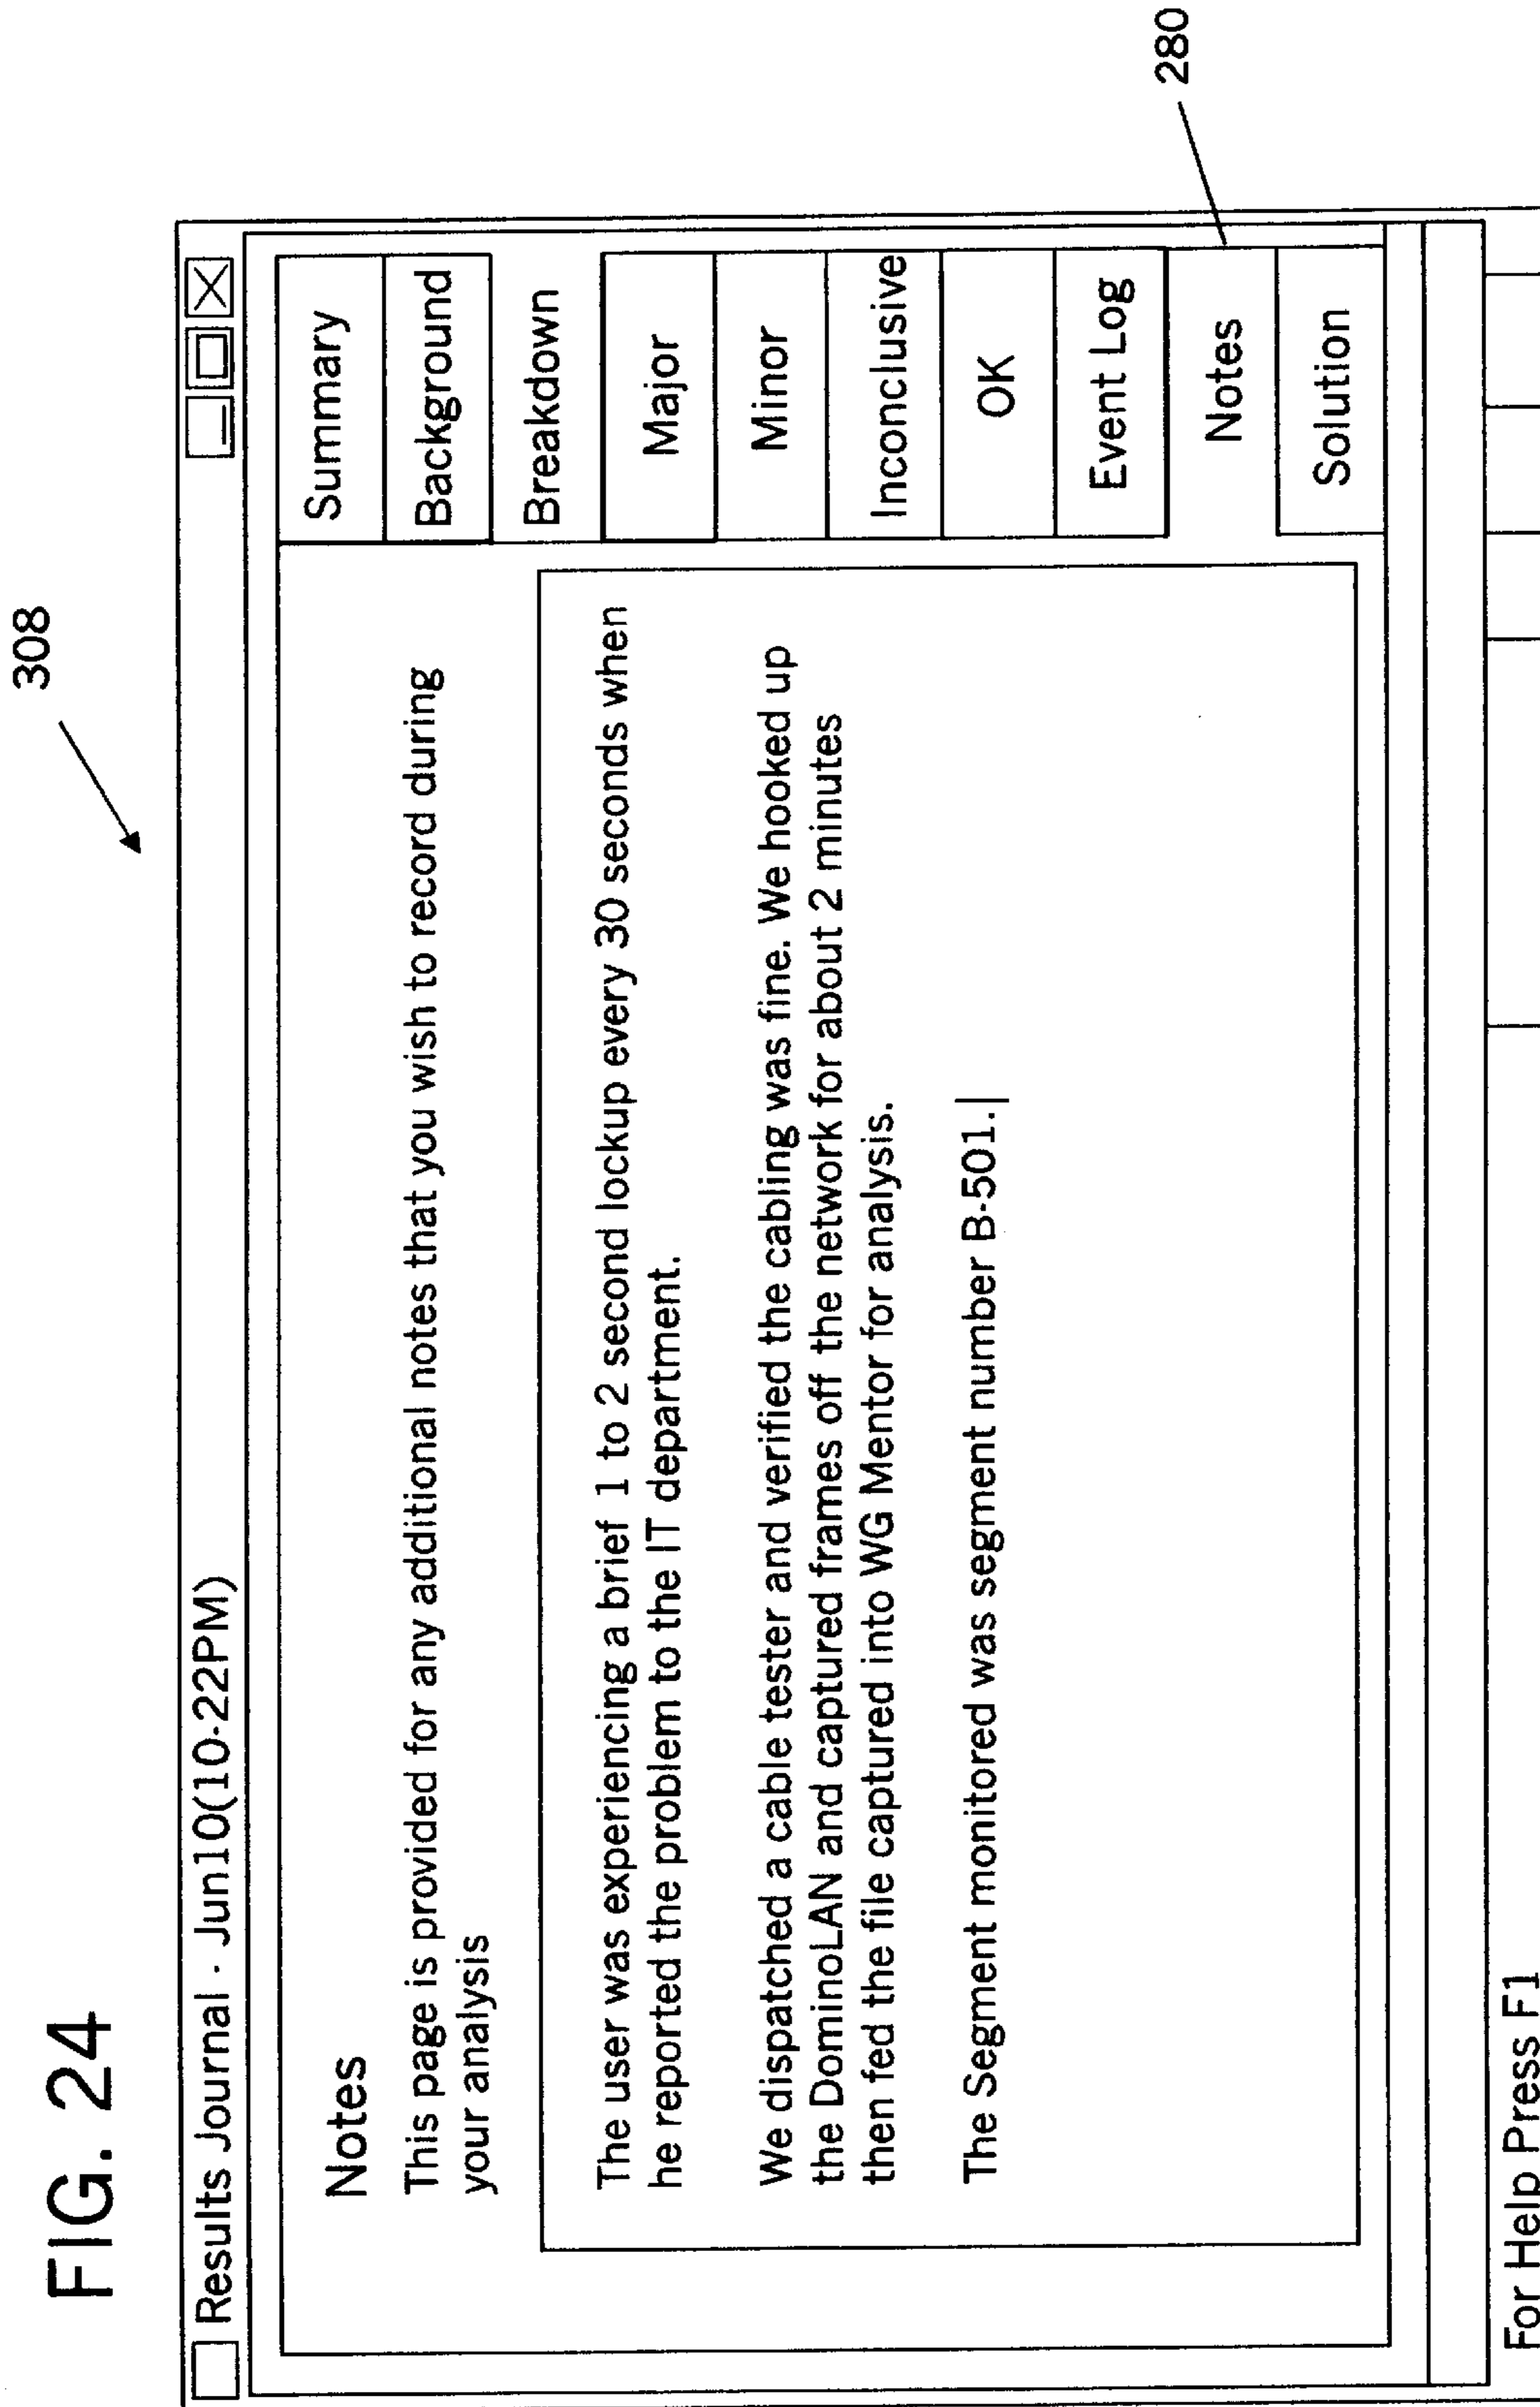 FIG. 24
308
Results Journal - Jun10(10-22PM)
Notes
This page is provided for any additional notes that you wish to record during
your analysis
The user was experiencing a brief 1 to 2 second lockup every 30 seconds when
he reported the problem to the IT department.
We dispatched a cable tester and verified the cabling was fine. We hooked up
the DominoLAN and captured frames off the network for about 2 minutes
then fed the file captured into WG Mentor for analysis.
The Segment monitored was segment number B-501.
Summary
Background
Breakdown
Major
Minor
Inconclusive
OK
Event Log
Notes
Solution
280
For Help Press F1